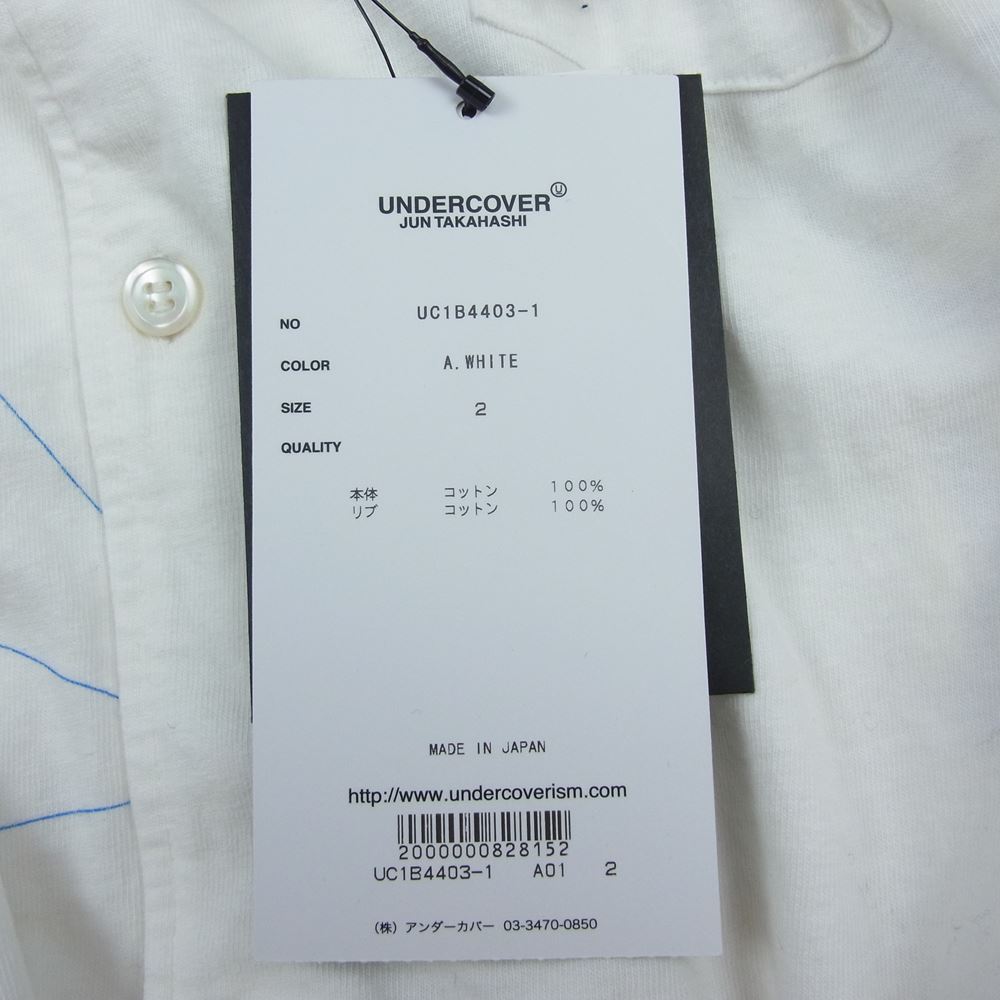 UNDERCOVER Ⓤ
JUN TAKAHASHI
NO UC1B4403-1
COLOR A.WHITE
SIZE 2
QUALITY
本体 コットン 100%
リブ コットン 100%
MADE IN JAPAN
http://www.undercoverism.com
2000000828152
UC1B4403-1 A01 2
（株）アンダーカバー 03-3470-0850